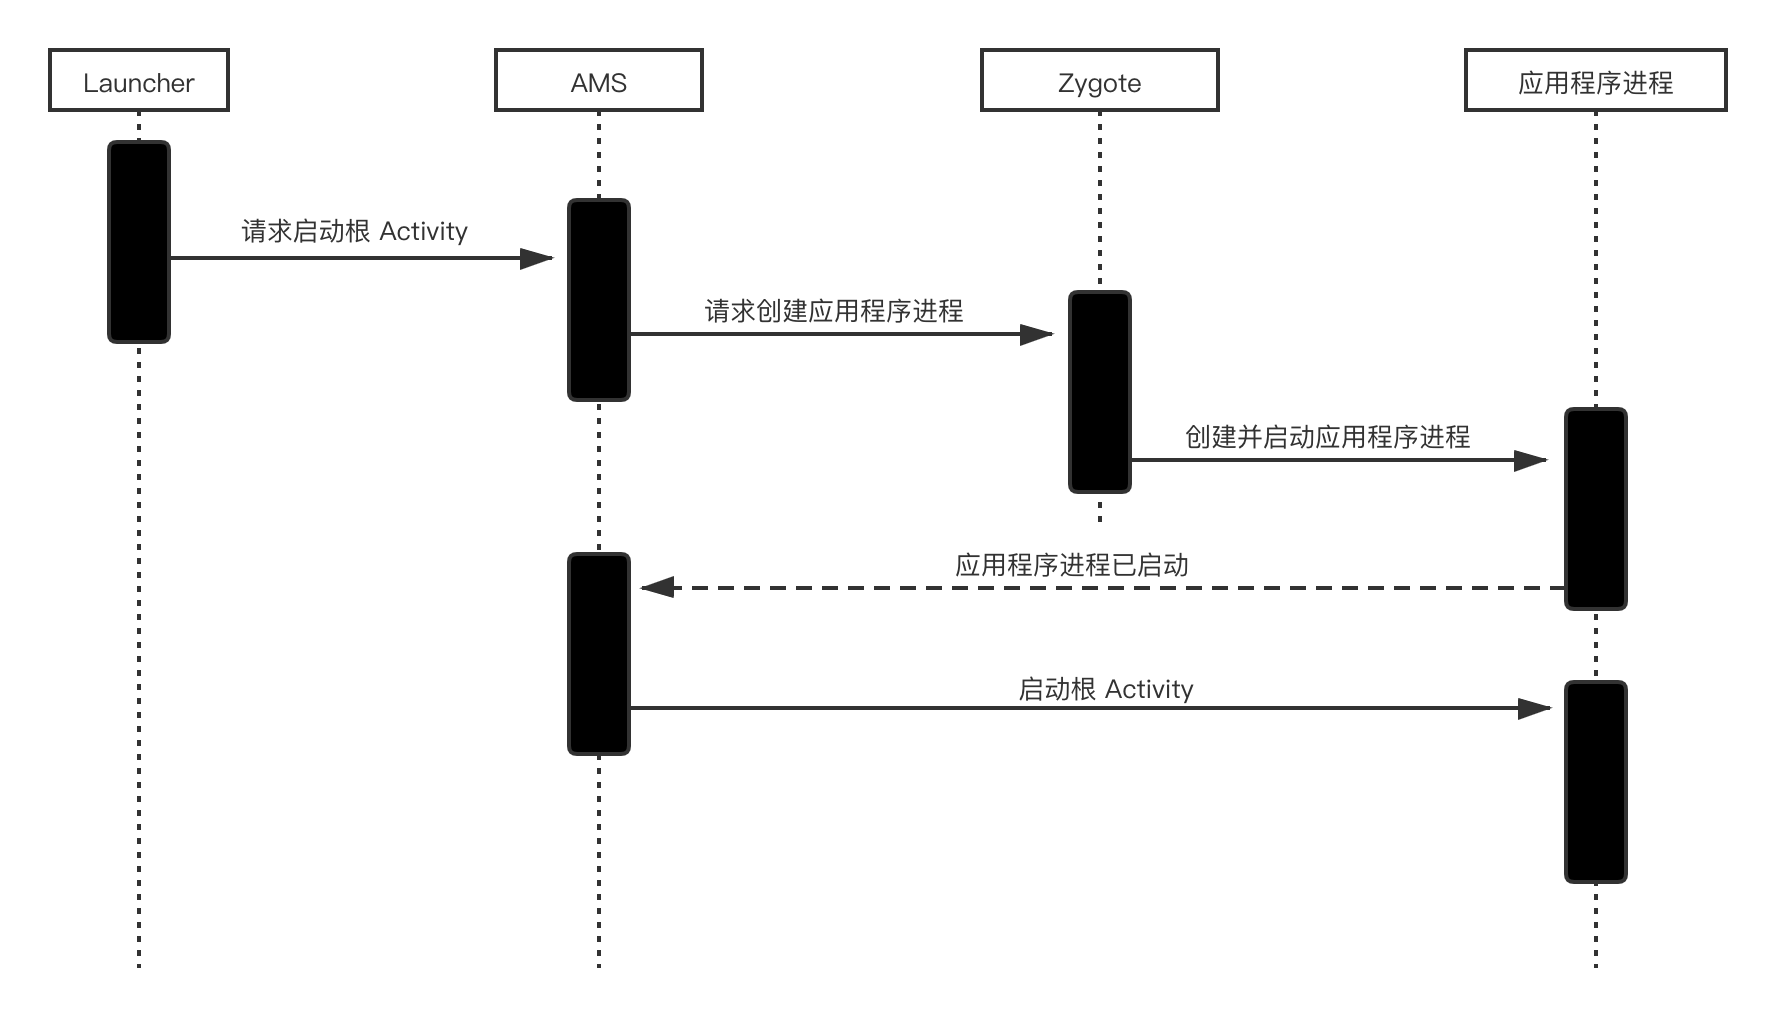 Launcher
AMS
Zygote
应用程序进程
请求启动根 Activity
请求创建应用程序进程
创建并启动应用程序进程
应用程序进程已启动
启动根 Activity